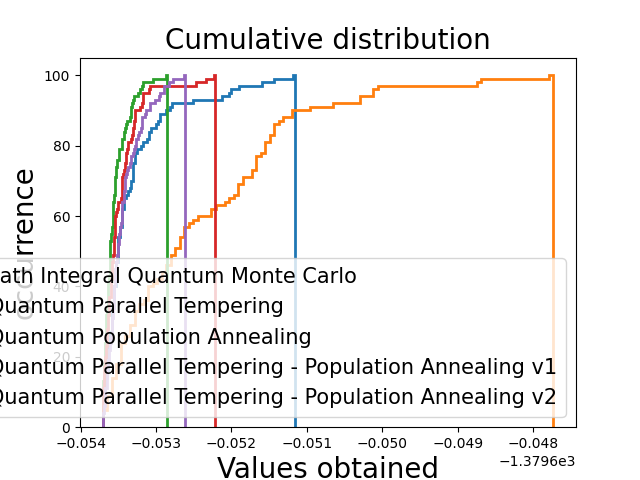 Cumulative distribution
100
80
60
40
20
0
ath Integral Quantum Monte Carlo
Quantum Parallel Tempering
Quantum Population Annealing
Quantum Parallel Tempering - Population Annealing v1
Quantum Parallel Tempering - Population Annealing v2
−0.054 −0.053 −0.052 −0.051 −0.050 −0.049 −0.048
−1.3796e3
Values obtained